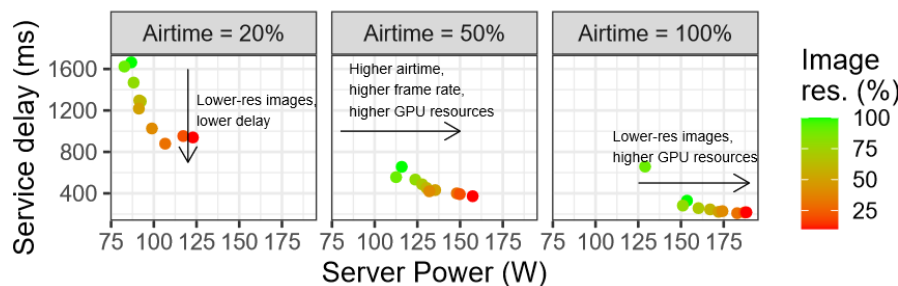 Airtime = 20%
Airtime = 50%
Airtime = 100%
Service delay (ms)
1600
1200
800
400
Lower-res images,
lower delay
Higher airtime,
higher frame rate,
higher GPU resources
Lower-res images,
higher GPU resources
75 100 125 150 175
75 100 125 150 175
75 100 125 150 175
Server Power (W)
Image
res. (%)
100
75
50
25